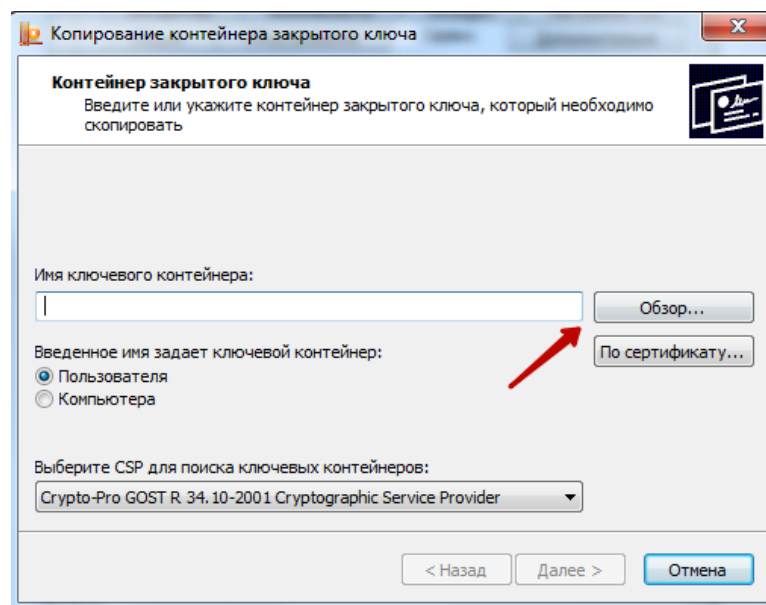 Копирование контейнера закрытого ключа
Контейнер закрытого ключа
Введите или укажите контейнер закрытого ключа, который необходимо
скопировать
Имя ключевого контейнера:
Обзор...
Введенное имя задает ключевой контейнер:
По сертификату...
Пользователя
Компьютера
Выберите CSP для поиска ключевых контейнеров:
Crypto-Pro GOST R 34.10-2001 Cryptographic Service Provider
< Назад
Далее >
Отмена